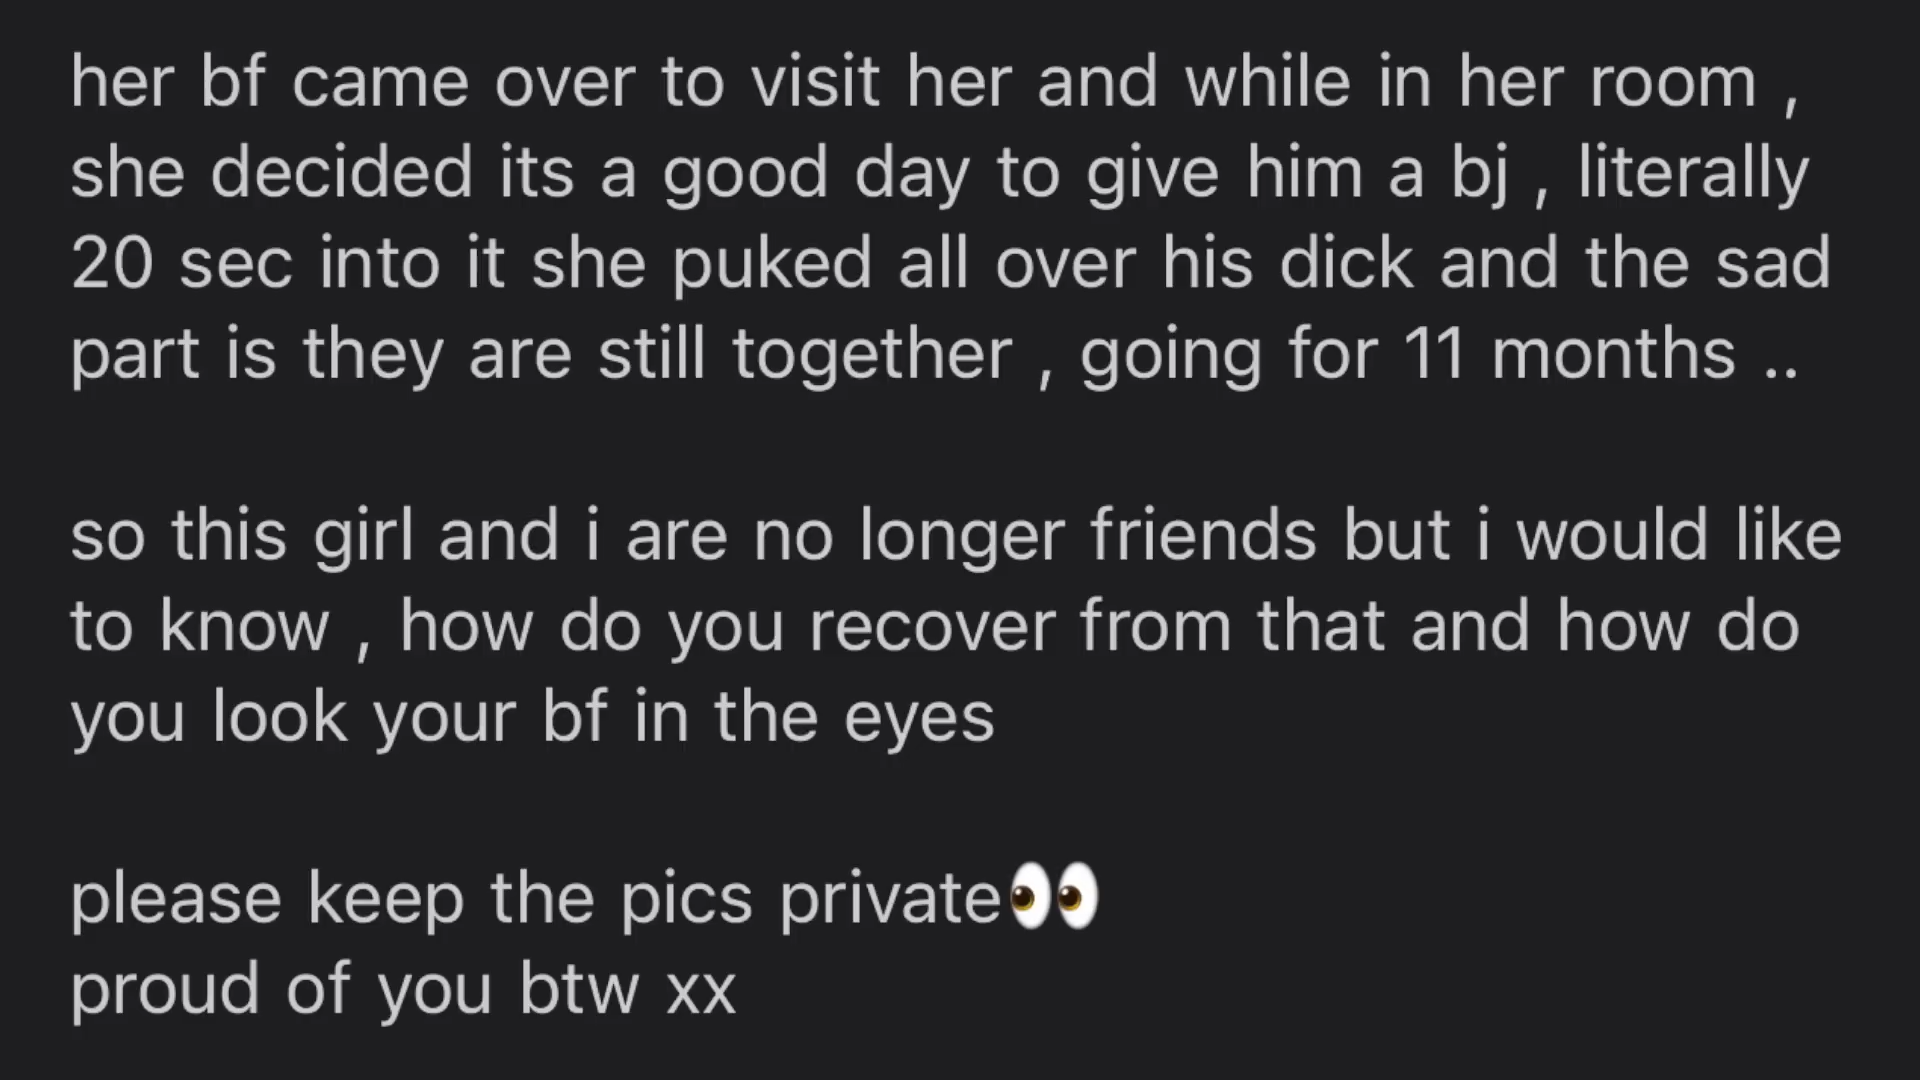 her bf came over to visit her and while in her room ,
she decided its a good day to give him a bj , literally
20 sec into it she puked all over his dick and the sad
part is they are still together , going for 11 months ..
so this girl and i are no longer friends but i would like
to know , how do you recover from that and how do
you look your bf in the eyes
please keep the pics private👀
proud of you btw xx